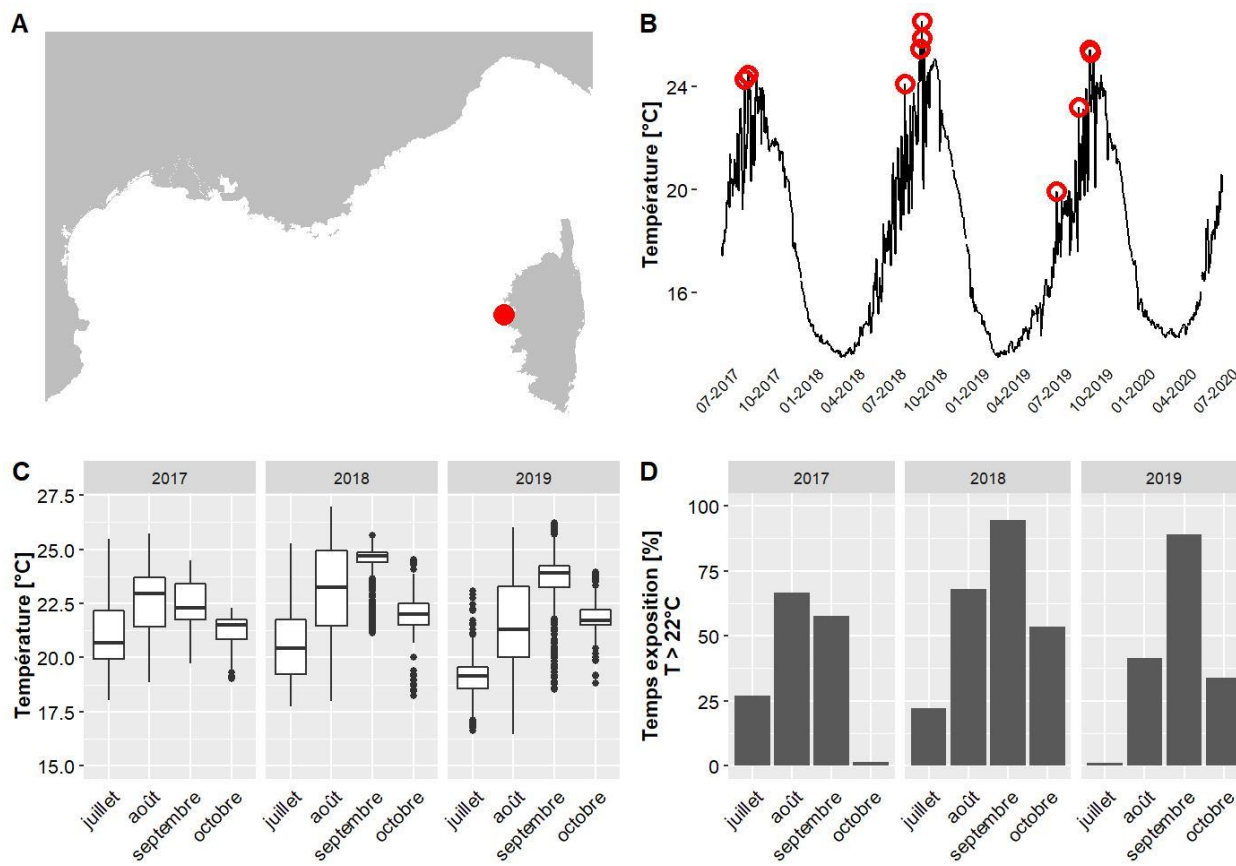 A
B
Température [°C]
24
20
16
07-2017
10-2017
01-2018
04-2018
07-2018
10-2018
01-2019
04-2019
07-2019
10-2019
01-2020
04-2020
07-2020
C
2017
2018
2019
Température [°C]
27.5
25.0
22.5
20.0
17.5
15.0
juillet
août
septembre
octobre
juillet
août
septembre
octobre
juillet
août
septembre
octobre
D
2017
2018
2019
Temps exposition [%]
T > 22°C
100
75
50
25
0
juillet
août
septembre
octobre
juillet
août
septembre
octobre
juillet
août
septembre
octobre